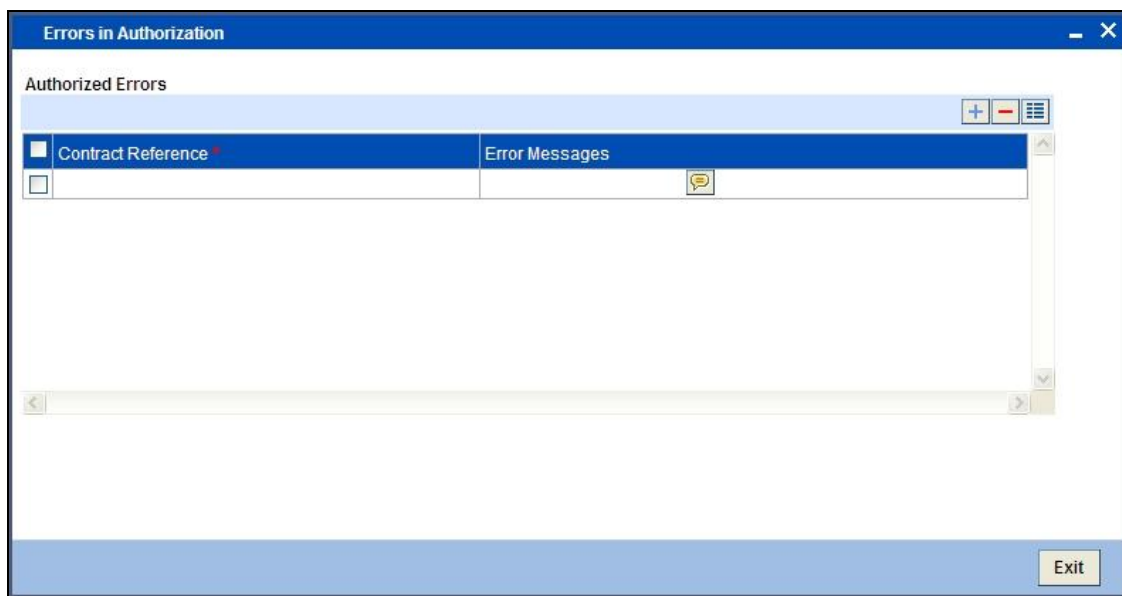 Errors in Authorization
Authorized Errors
Contract Reference * Error Messages
Exit